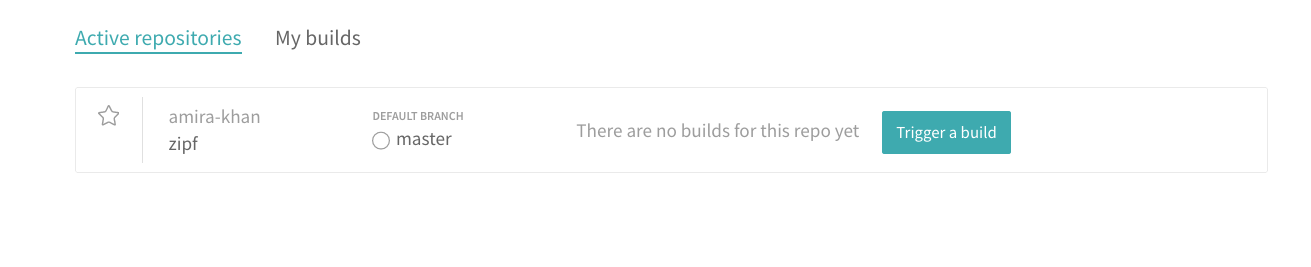 Active repositories My builds
amira-khan
zipf
DEFAULT BRANCH
master
There are no builds for this repo yet
Trigger a build